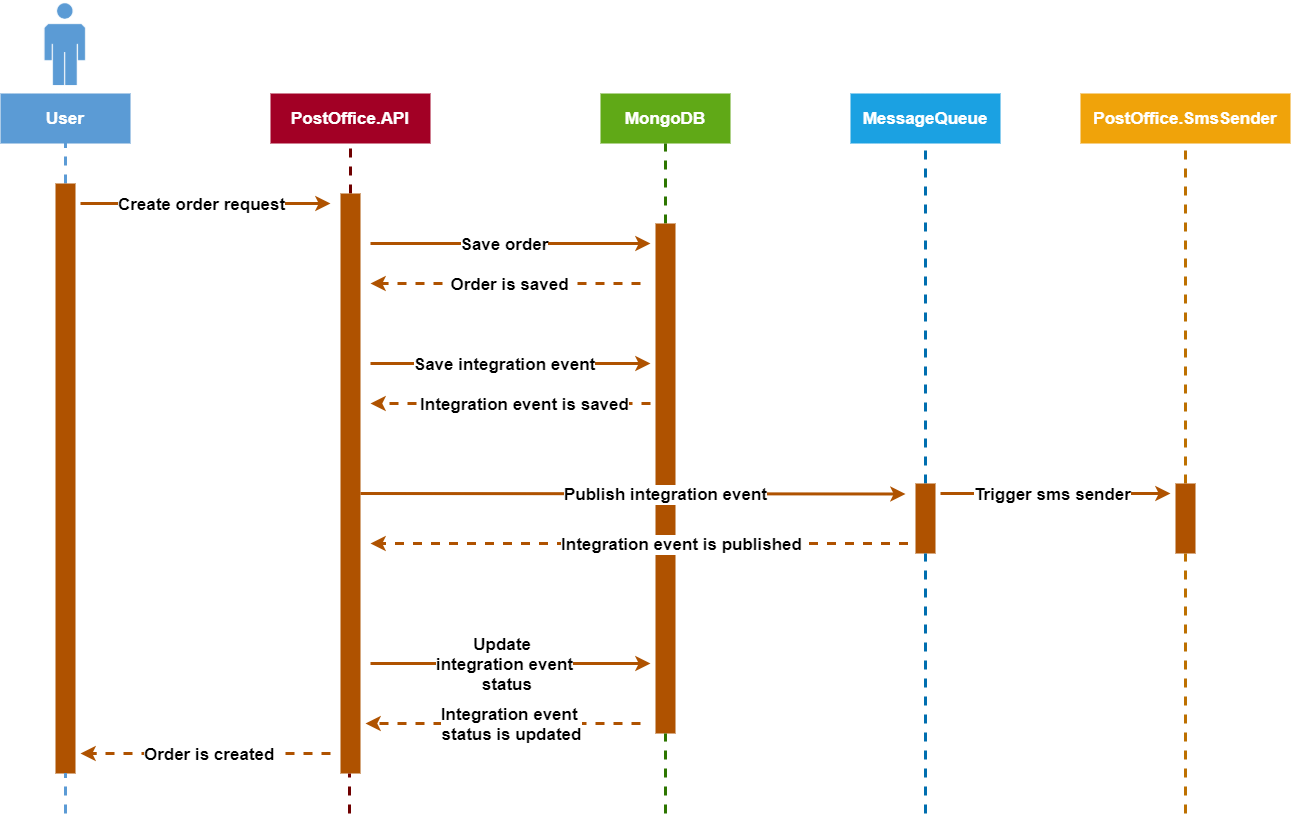 User
PostOffice.API
MongoDB
MessageQueue
PostOffice.SmsSender
Create order request
Save order
Order is saved
Save integration event
Integration event is saved
Publish integration event
Trigger sms sender
Integration event is published
Update
integration event
status
Integration event
status is updated
Order is created